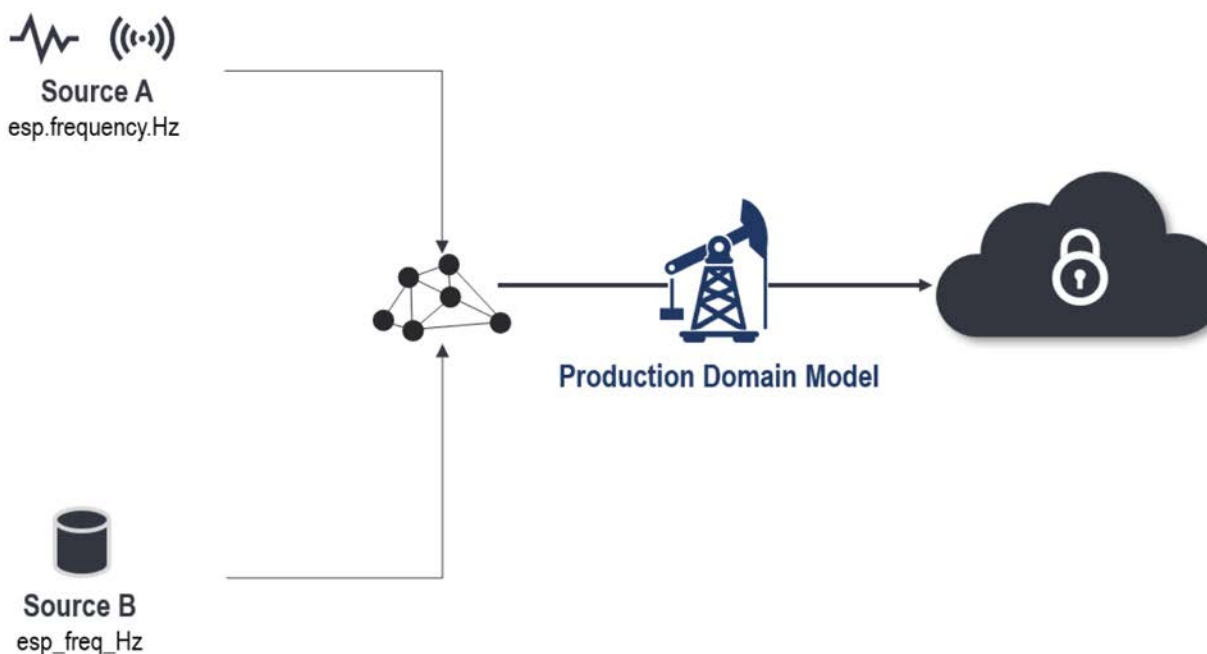 Source A
esp.frequency.Hz
Production Domain Model
Source B
esp_freq_Hz